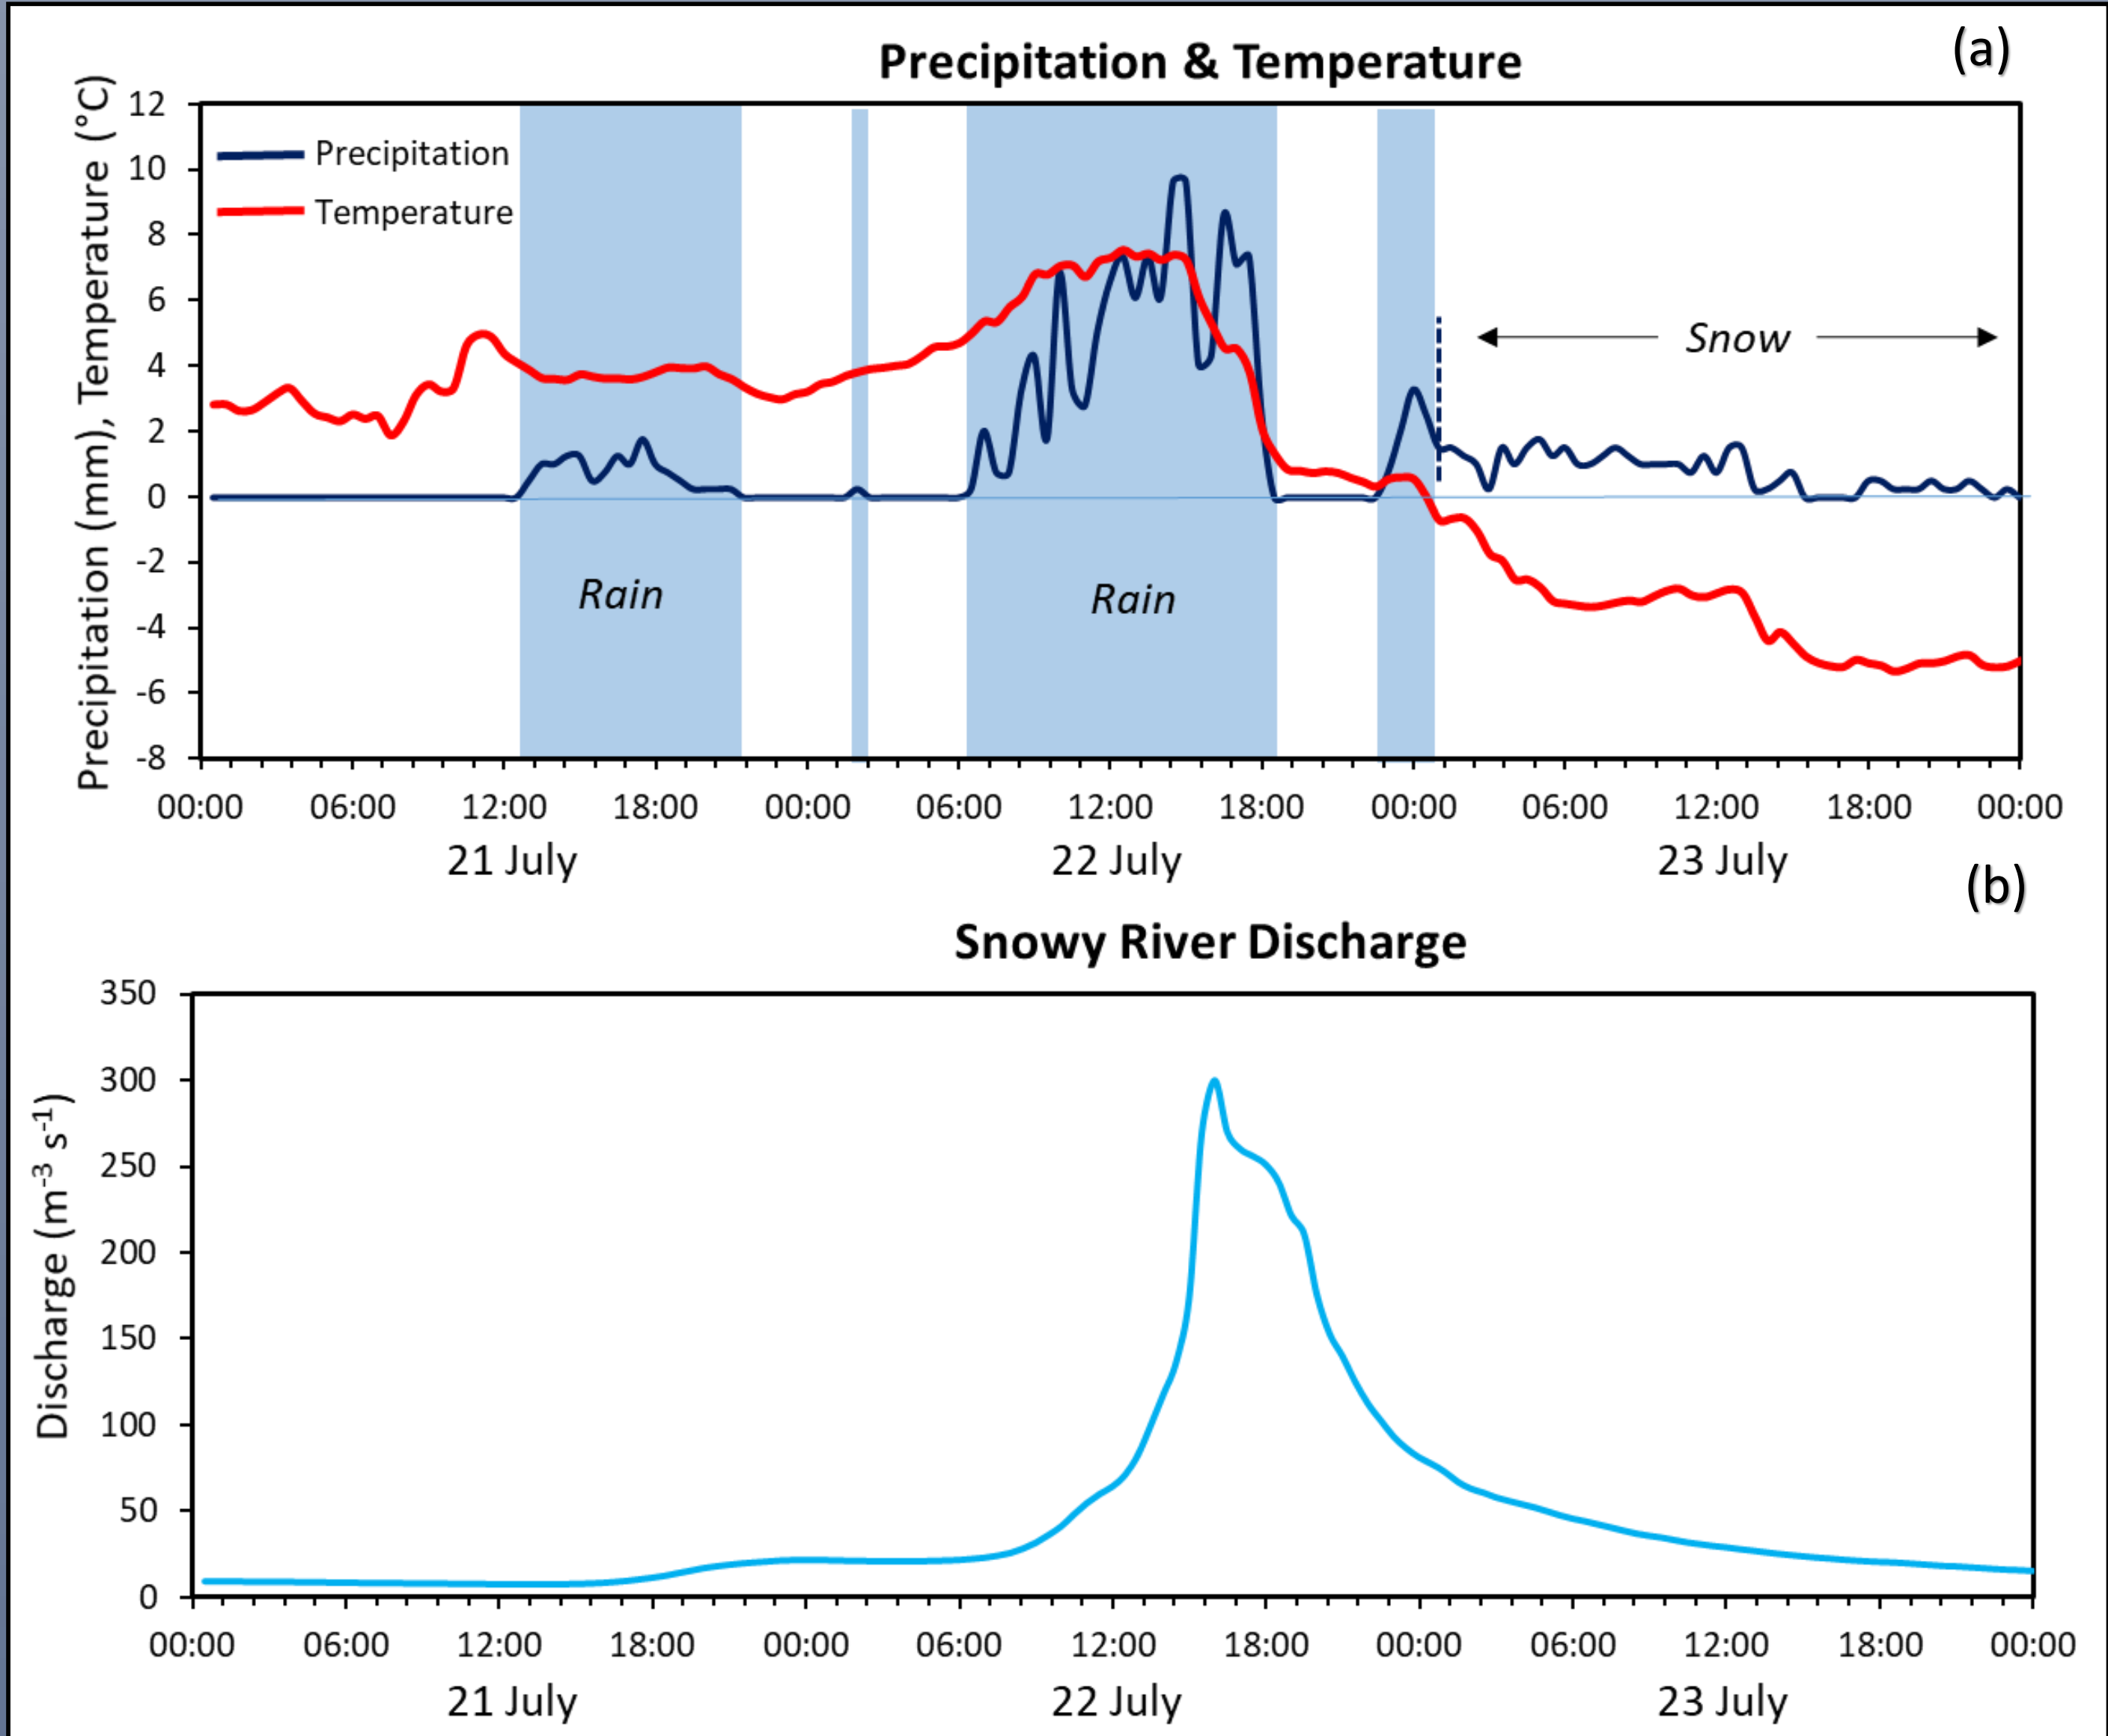 (a)
Precipitation & Temperature
Precipitation (mm), Temperature (°C)
12
10
8
6
4
2
0
-2
-4
-6
-8
Precipitation
Temperature
Snow
Rain
Rain
00:00 06:00 12:00 18:00 00:00 06:00 12:00 18:00 00:00 06:00 12:00 18:00 00:00
21 July 22 July 23 July
(b)
Snowy River Discharge
Discharge (m⁻³ s⁻¹)
350
300
250
200
150
100
50
0
00:00 06:00 12:00 18:00 00:00 06:00 12:00 18:00 00:00 06:00 12:00 18:00 00:00
21 July 22 July 23 July